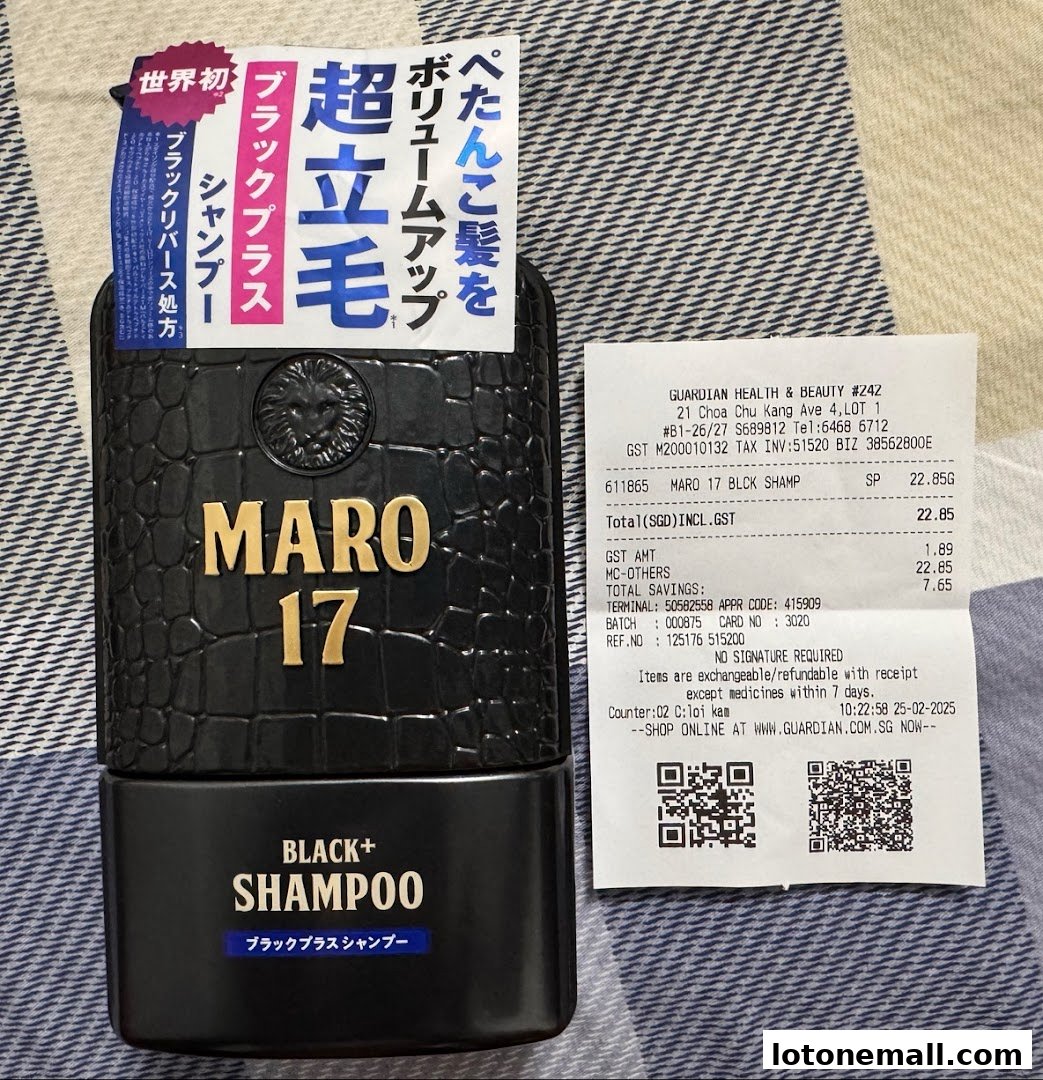 世界初
※2
ぺたんこ髪を
ボリュームアップ
超立毛
※1
ブラックプラス
シャンプー
ブラックリバース処方
※3
MARO
17
BLACK+
SHAMPOO
ブラックプラスシャンプー
GUARDIAN HEALTH & BEAUTY #242
21 Choa Chu Kang Ave 4,LOT 1
#B1-26/27 S689812 Tel:6468 6712
GST M200010132 TAX INV:51520 BIZ 38562800E
611865 MARO 17 BLCK SHAMP SP 22.85G
Total(SGD)INCL.GST 22.85
GST AMT 1.89
MC-OTHERS 22.85
TOTAL SAVINGS: 7.65
TERMINAL: 50582558 APPR CODE: 415909
BATCH : 000875 CARD NO : 3020
REF.NO : 125176 515200
NO SIGNATURE REQUIRED
Items are exchangeable/refundable with receipt
except medicines within 7 days.
Counter:02 C:loi kam 10:22:58 25-02-2025
--SHOP ONLINE AT WWW.GUARDIAN.COM.SG NOW--
lotonemall.com